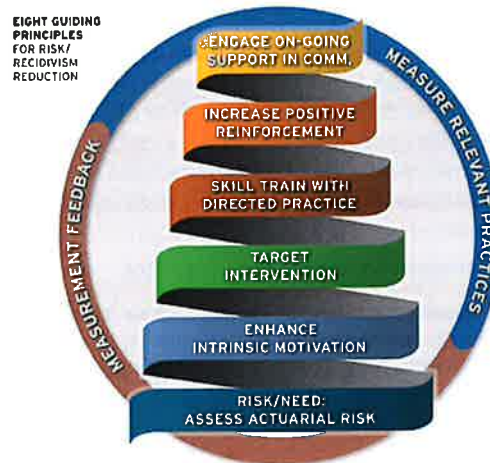 EIGHT GUIDING
PRINCIPLES
FOR RISK/
RECIDIVISM
REDUCTION
*ENGAGE ON-GOING
SUPPORT IN COMM.
INCREASE POSITIVE
REINFORCEMENT
SKILL TRAIN WITH
DIRECTED PRACTICE
TARGET
INTERVENTION
ENHANCE
INTRINSIC MOTIVATION
RISK/NEED:
ASSESS ACTUARIAL RISK
MEASUREMENT FEEDBACK
MEASURE RELEVANT PRACTICES